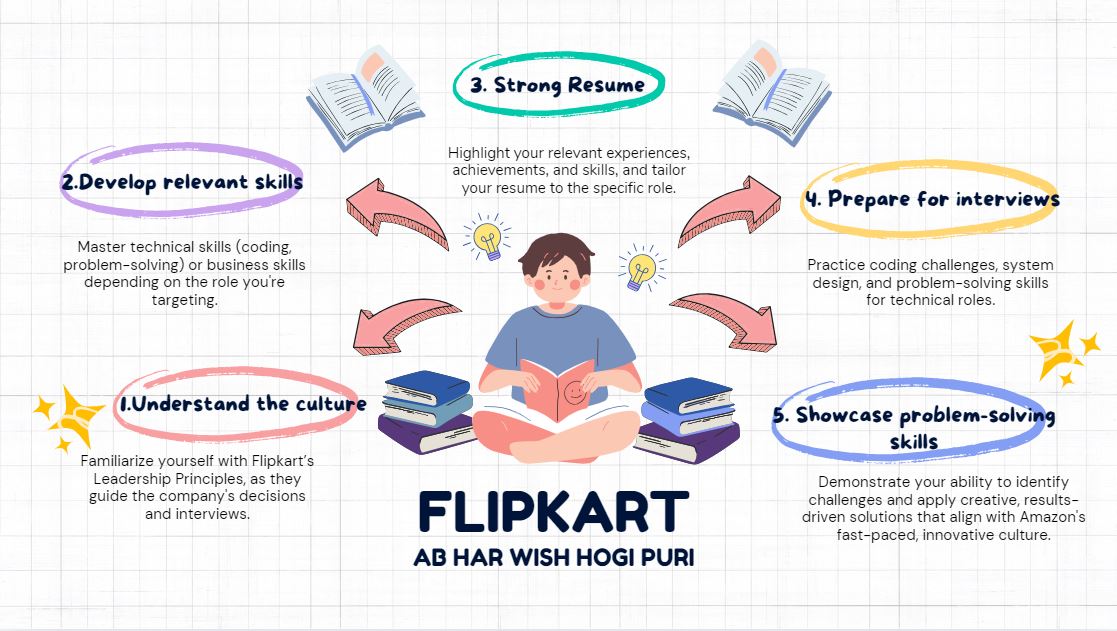 3. Strong Resume
Highlight your relevant experiences,
achievements, and skills, and tailor
your resume to the specific role.
2.Develop relevant skills
Master technical skills (coding,
problem-solving) or business skills
depending on the role you're
targeting.
4. Prepare for interviews
Practice coding challenges, system
design, and problem-solving skills
for technical roles.
1.Understand the culture
Familiarize yourself with Flipkart's
Leadership Principles, as they
guide the company's decisions
and interviews.
5. Showcase problem-solving
skills
Demonstrate your ability to identify
challenges and apply creative, results-
driven solutions that align with Amazon's
fast-paced, innovative culture.
FLIPKART
AB HAR WISH HOGI PURI